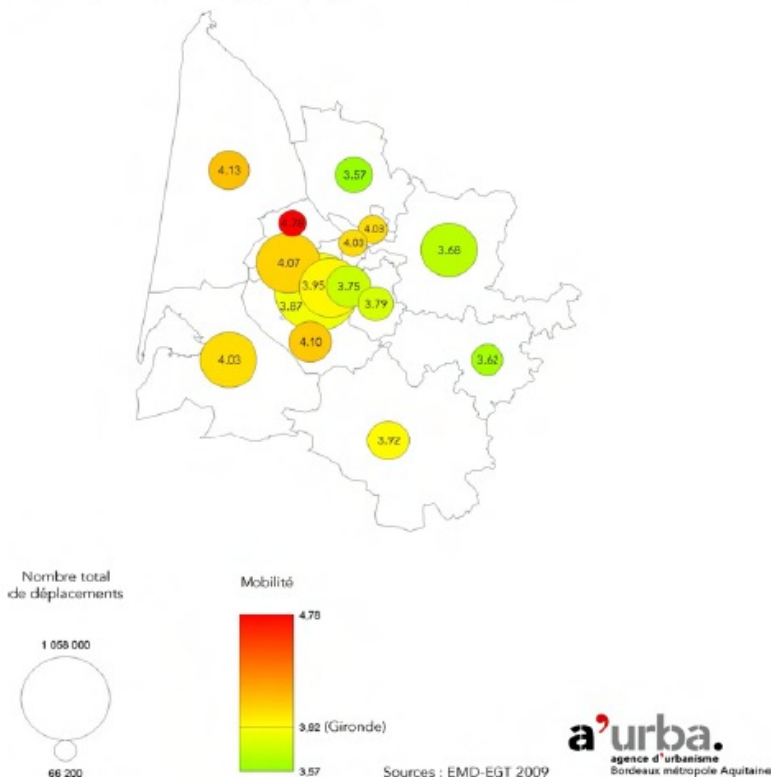 4.13
3.57
4.03
4.03
4.07
3.68
3.95
3.75
3.87
3.79
4.10
4.03
3.62
3.92
Nombre total
de déplacements
1 058 000
66 200
Mobilité
4,78
3,92 (Gironde)
3,57
Sources : EMD-EGT 2009
a'urba.
agence d'urbanisme
Bordeaux métropole Aquitaine